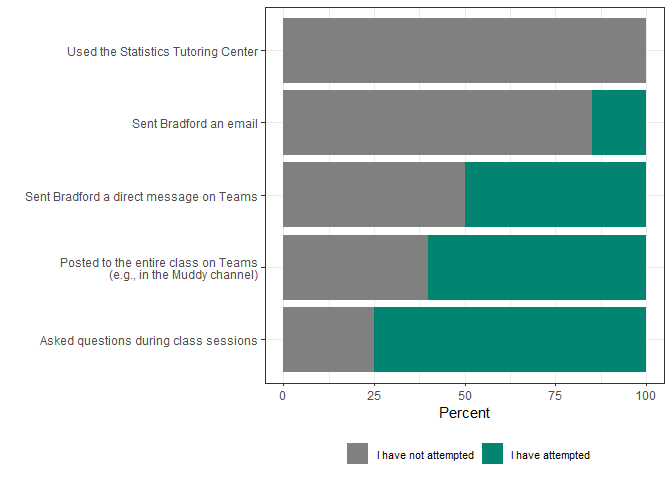 Used the Statistics Tutoring Center
Sent Bradford an email
Sent Bradford a direct message on Teams
Posted to the entire class on Teams
(e.g., in the Muddy channel)
Asked questions during class sessions
0 25 50 75 100
Percent
I have not attempted I have attempted